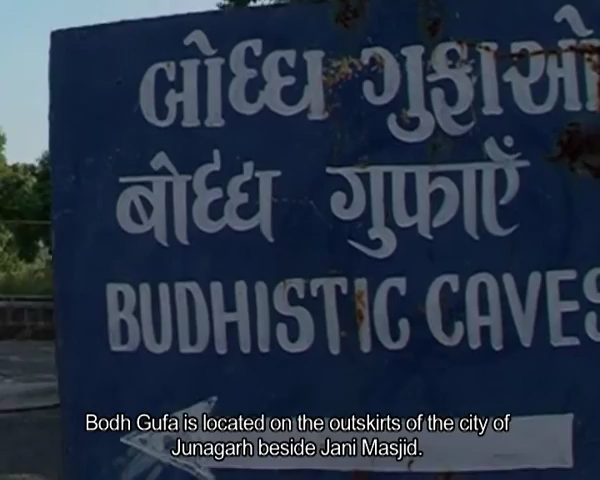 બોદ્ધ ગુફાઓ
बोद्ध गुफाएँ
BUDHISTIC CAVES
Bodh Gufa is located on the outskirts of the city of
Junagarh beside Jani Masjid.